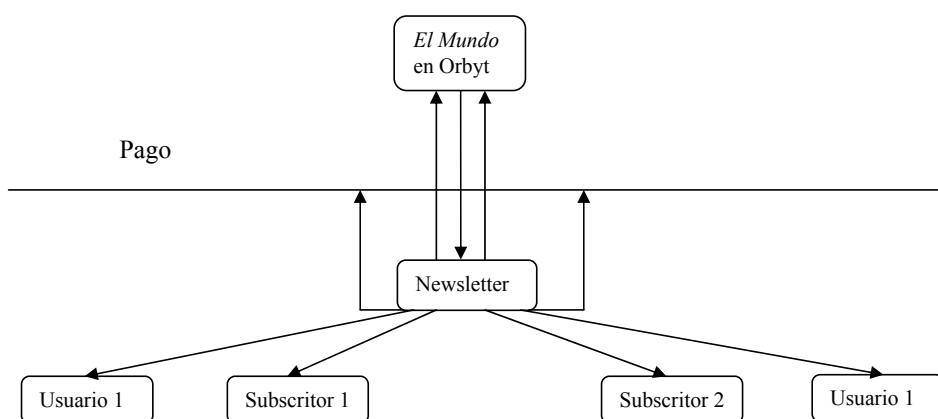 El Mundo
en Orbyt
Pago
Newsletter
Usuario 1
Subscritor 1
Subscritor 2
Usuario 1